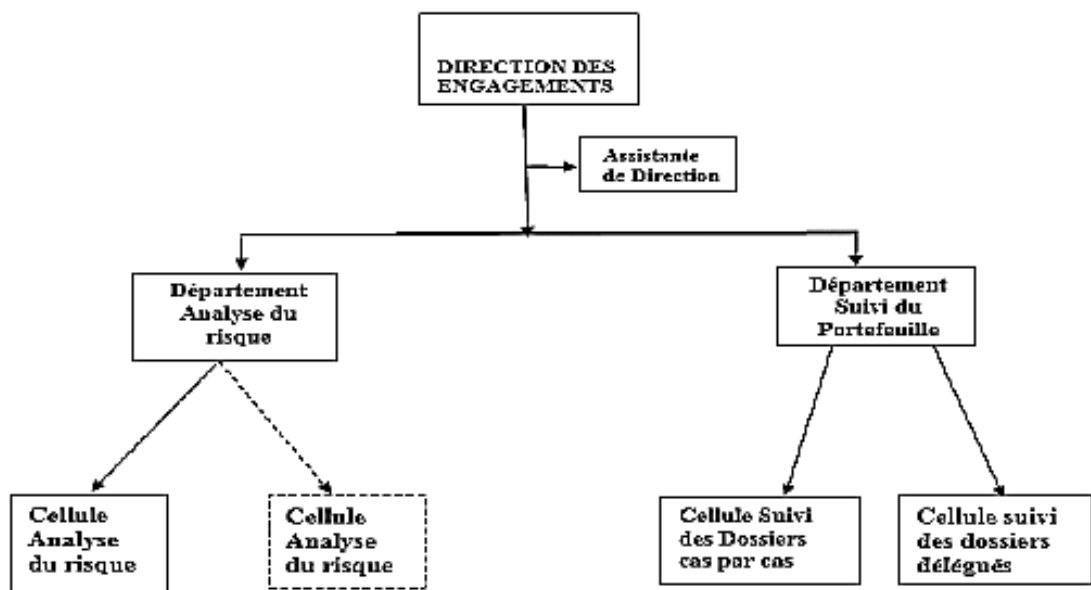 DIRECTION DES
ENGAGEMENTS
Assistante
de Direction
Département
Analyse du
risque
Département
Suivi du
Portefeuille
Cellule
Analyse
du risque
Cellule
Analyse
du risque
Cellule Suivi
des Dossiers
cas par cas
Cellule suivi
des dossiers
délégués